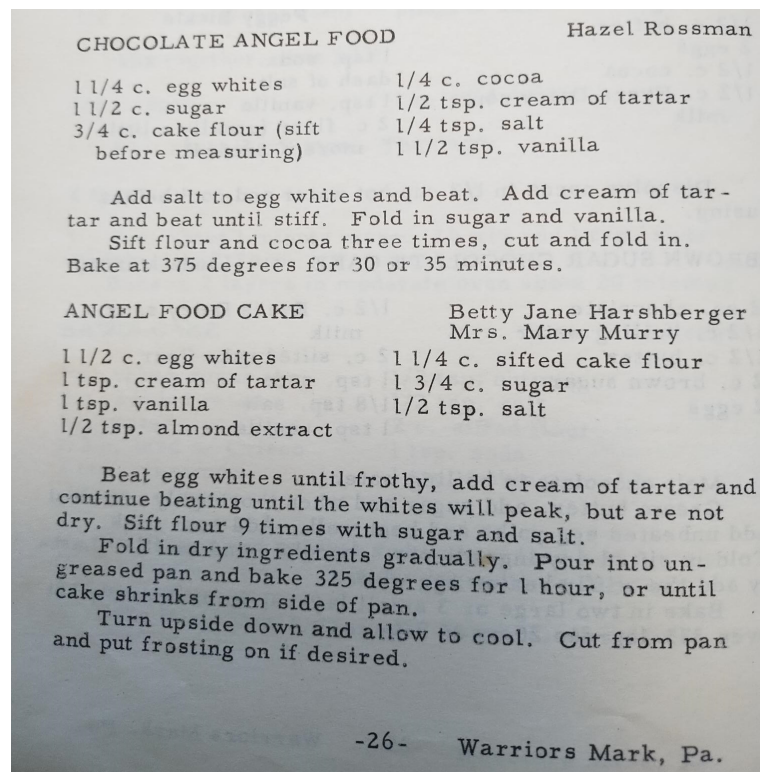 CHOCOLATE ANGEL FOOD
Hazel Rossman
1 1/4 c. egg whites
1 1/2 c. sugar
3/4 c. cake flour (sift
before measuring)
1/4 c. cocoa
1/2 tsp. cream of tartar
1/4 tsp. salt
1 1/2 tsp. vanilla
Add salt to egg whites and beat. Add cream of tar-
tar and beat until stiff. Fold in sugar and vanilla.
Sift flour and cocoa three times, cut and fold in.
Bake at 375 degrees for 30 or 35 minutes.
ANGEL FOOD CAKE
Betty Jane Harshberger
Mrs. Mary Murry
1 1/2 c. egg whites
1 tsp. cream of tartar
1 tsp. vanilla
1/2 tsp. almond extract
1 1/4 c. sifted cake flour
1 3/4 c. sugar
1/2 tsp. salt
Beat egg whites until frothy, add cream of tartar and
continue beating until the whites will peak, but are not
dry. Sift flour 9 times with sugar and salt.
Fold in dry ingredients gradually. Pour into un-
greased pan and bake 325 degrees for 1 hour, or until
cake shrinks from side of pan.
Turn upside down and allow to cool. Cut from pan
and put frosting on if desired.
-26- Warriors Mark, Pa.